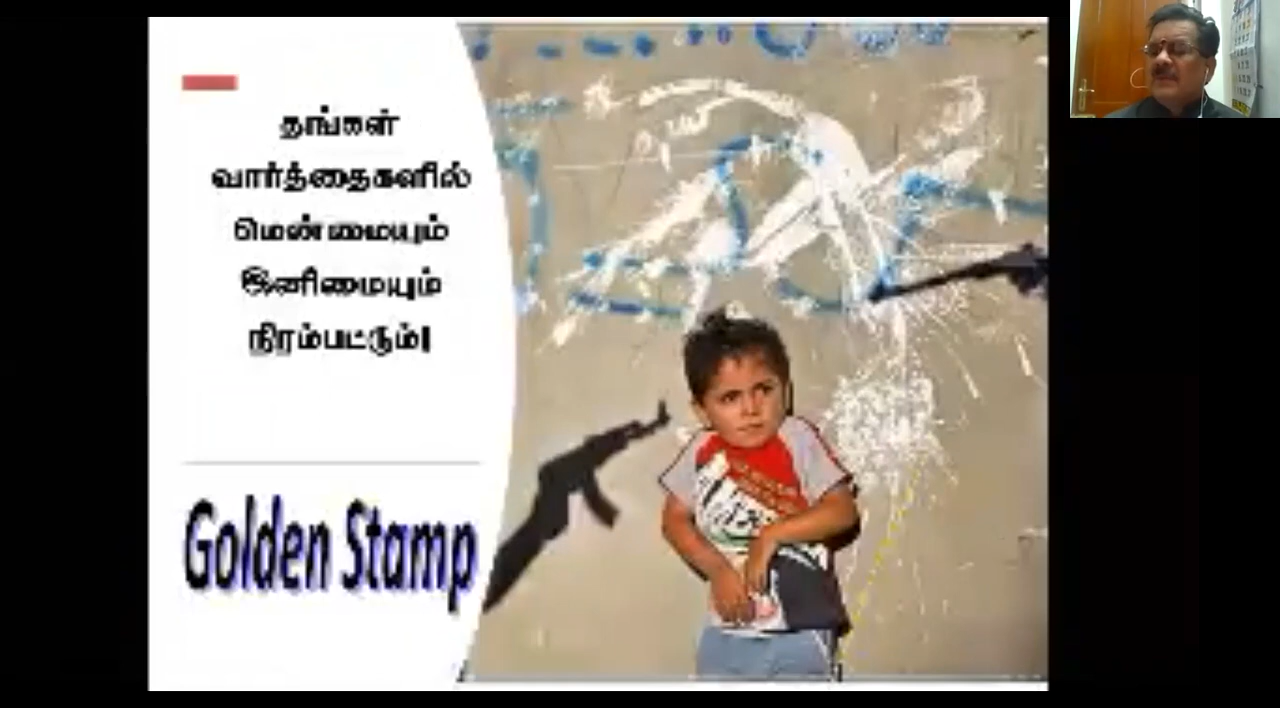 தங்கள்
வார்த்தைகளில்
மென்மையும்
இனிமையும்
நிரம்பட்டும்!
Golden Stamp